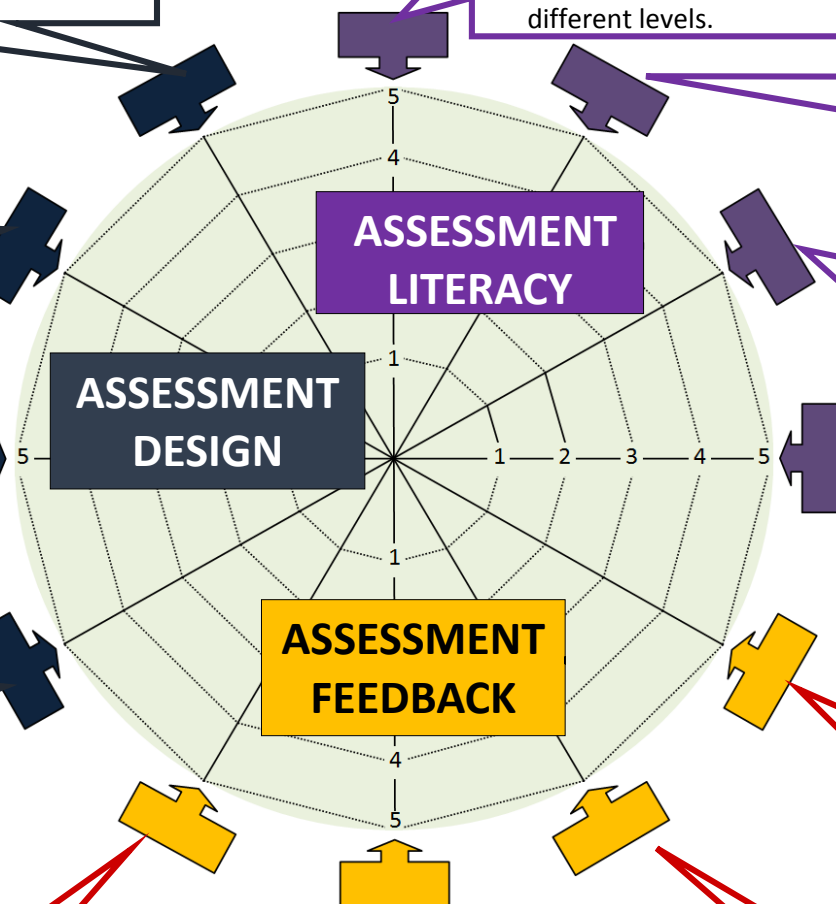 different levels.
5
4
ASSESSMENT
LITERACY
1
ASSESSMENT
DESIGN
5
1 2 3 4 5
1
ASSESSMENT
FEEDBACK
4
5